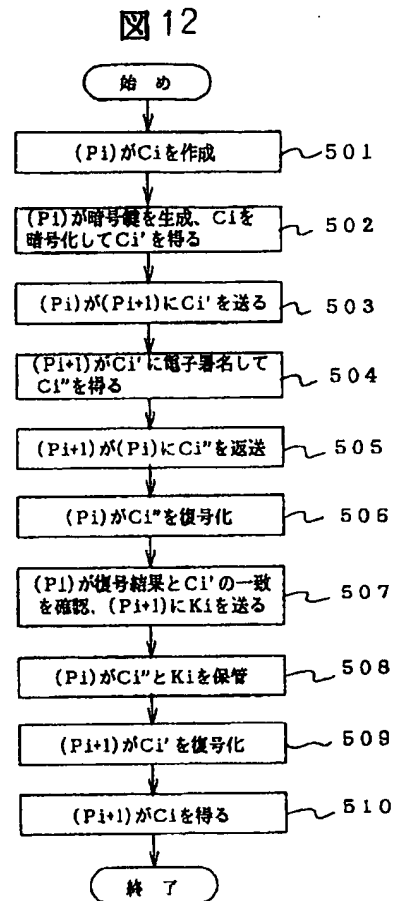 図12
始め
(Pi)がCiを作成
501
(Pi)が暗号鍵を生成、Ciを
暗号化してCi'を得る
502
(Pi)が(Pi+1)にCi'を送る
503
(Pi+1)がCi'に電子署名して
Ci"を得る
504
(Pi+1)が(Pi)にCi"を返送
505
(Pi)がCi"を復号化
506
(Pi)が復号結果とCi'の一致
を確認、(Pi+1)にKiを送る
507
(Pi)がCi"とKiを保管
508
(Pi+1)がCi'を復号化
509
(Pi+1)がCiを得る
510
終了